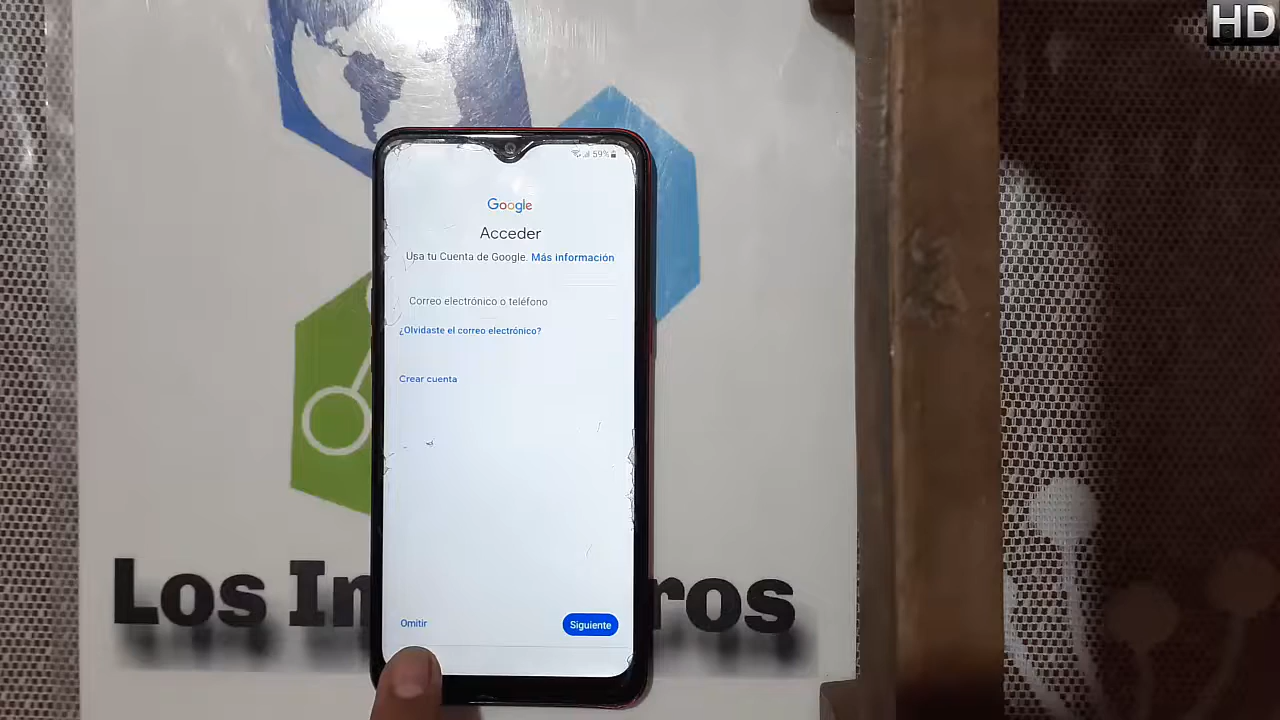 HD
59%
Google
Acceder
Usa tu Cuenta de Google. Más información
Correo electrónico o teléfono
¿Olvidaste el correo electrónico?
Crear cuenta
Omitir
Siguiente
Los In ros